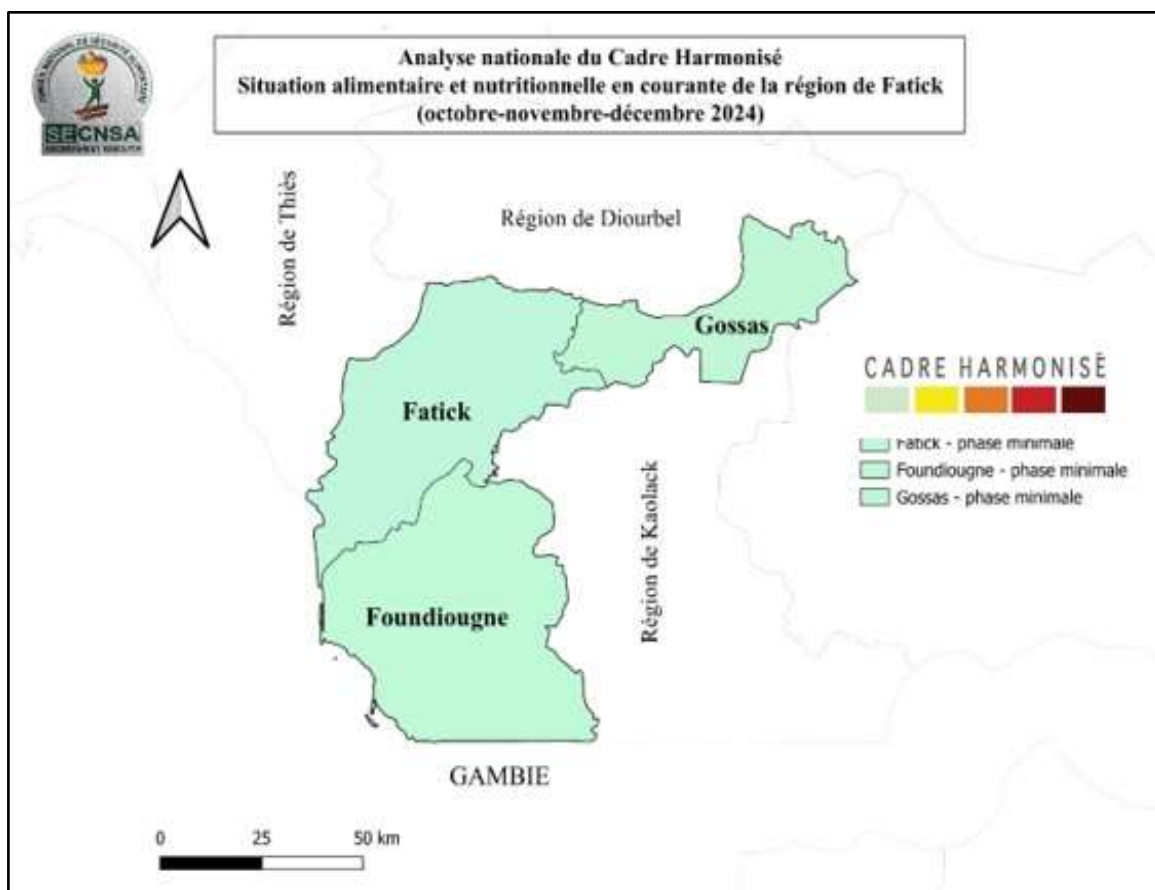 Analyse nationale du Cadre Harmonisé
Situation alimentaire et nutritionnelle en courante de la région de Fatick
(octobre-novembre-décembre 2024)
SECNSA
Région de Thiès
Région de Diourbel
Gossas
Fatick
CADRE HARMONISÉ
Fatick - phase minimale
Foundiougne - phase minimale
Gossas - phase minimale
Région de Kaolack
Foundiougne
GAMBIE
0 25 50 km